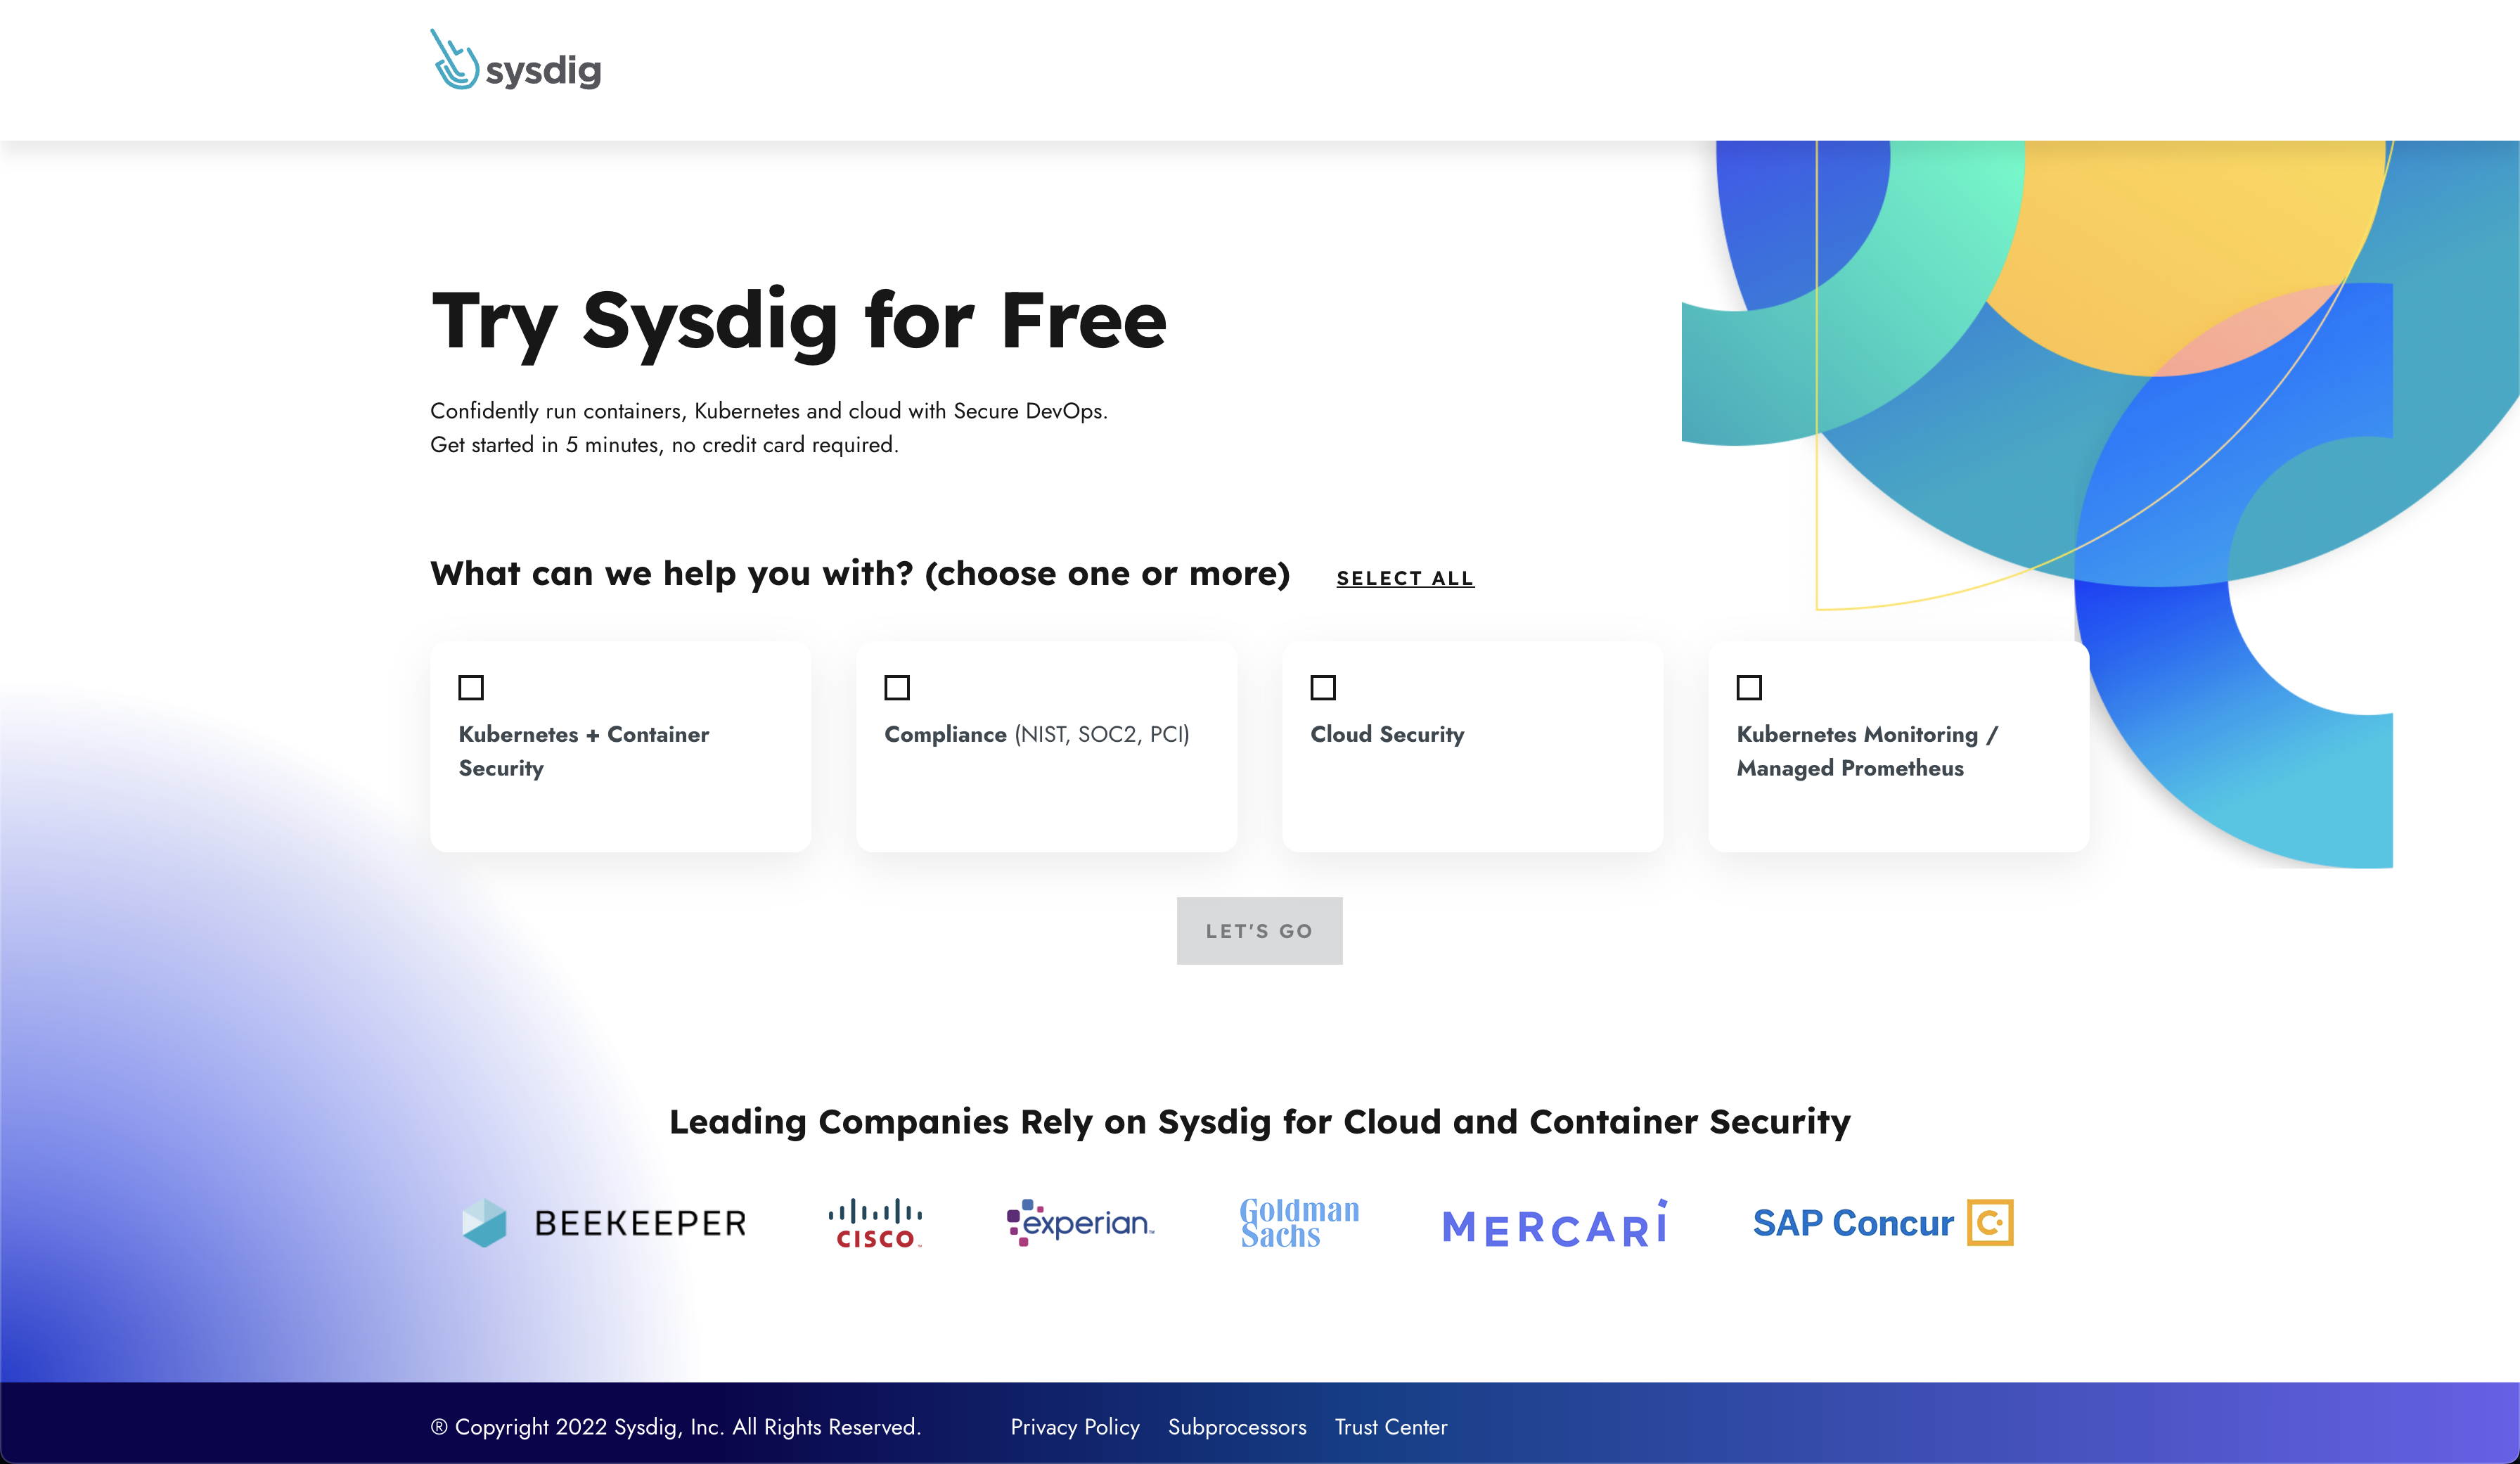 sysdig
Try Sysdig for Free
Confidently run containers, Kubernetes and cloud with Secure DevOps.
Get started in 5 minutes, no credit card required.
What can we help you with? (choose one or more) SELECT ALL
Kubernetes + Container
Security
Compliance (NIST, SOC2, PCI)
Cloud Security
Kubernetes Monitoring /
Managed Prometheus
LET'S GO
Leading Companies Rely on Sysdig for Cloud and Container Security
BEEKEEPER
CISCO™
experian™
Goldman
Sachs
MERCARI
SAP Concur C.
® Copyright 2022 Sysdig, Inc. All Rights Reserved. Privacy Policy Subprocessors Trust Center